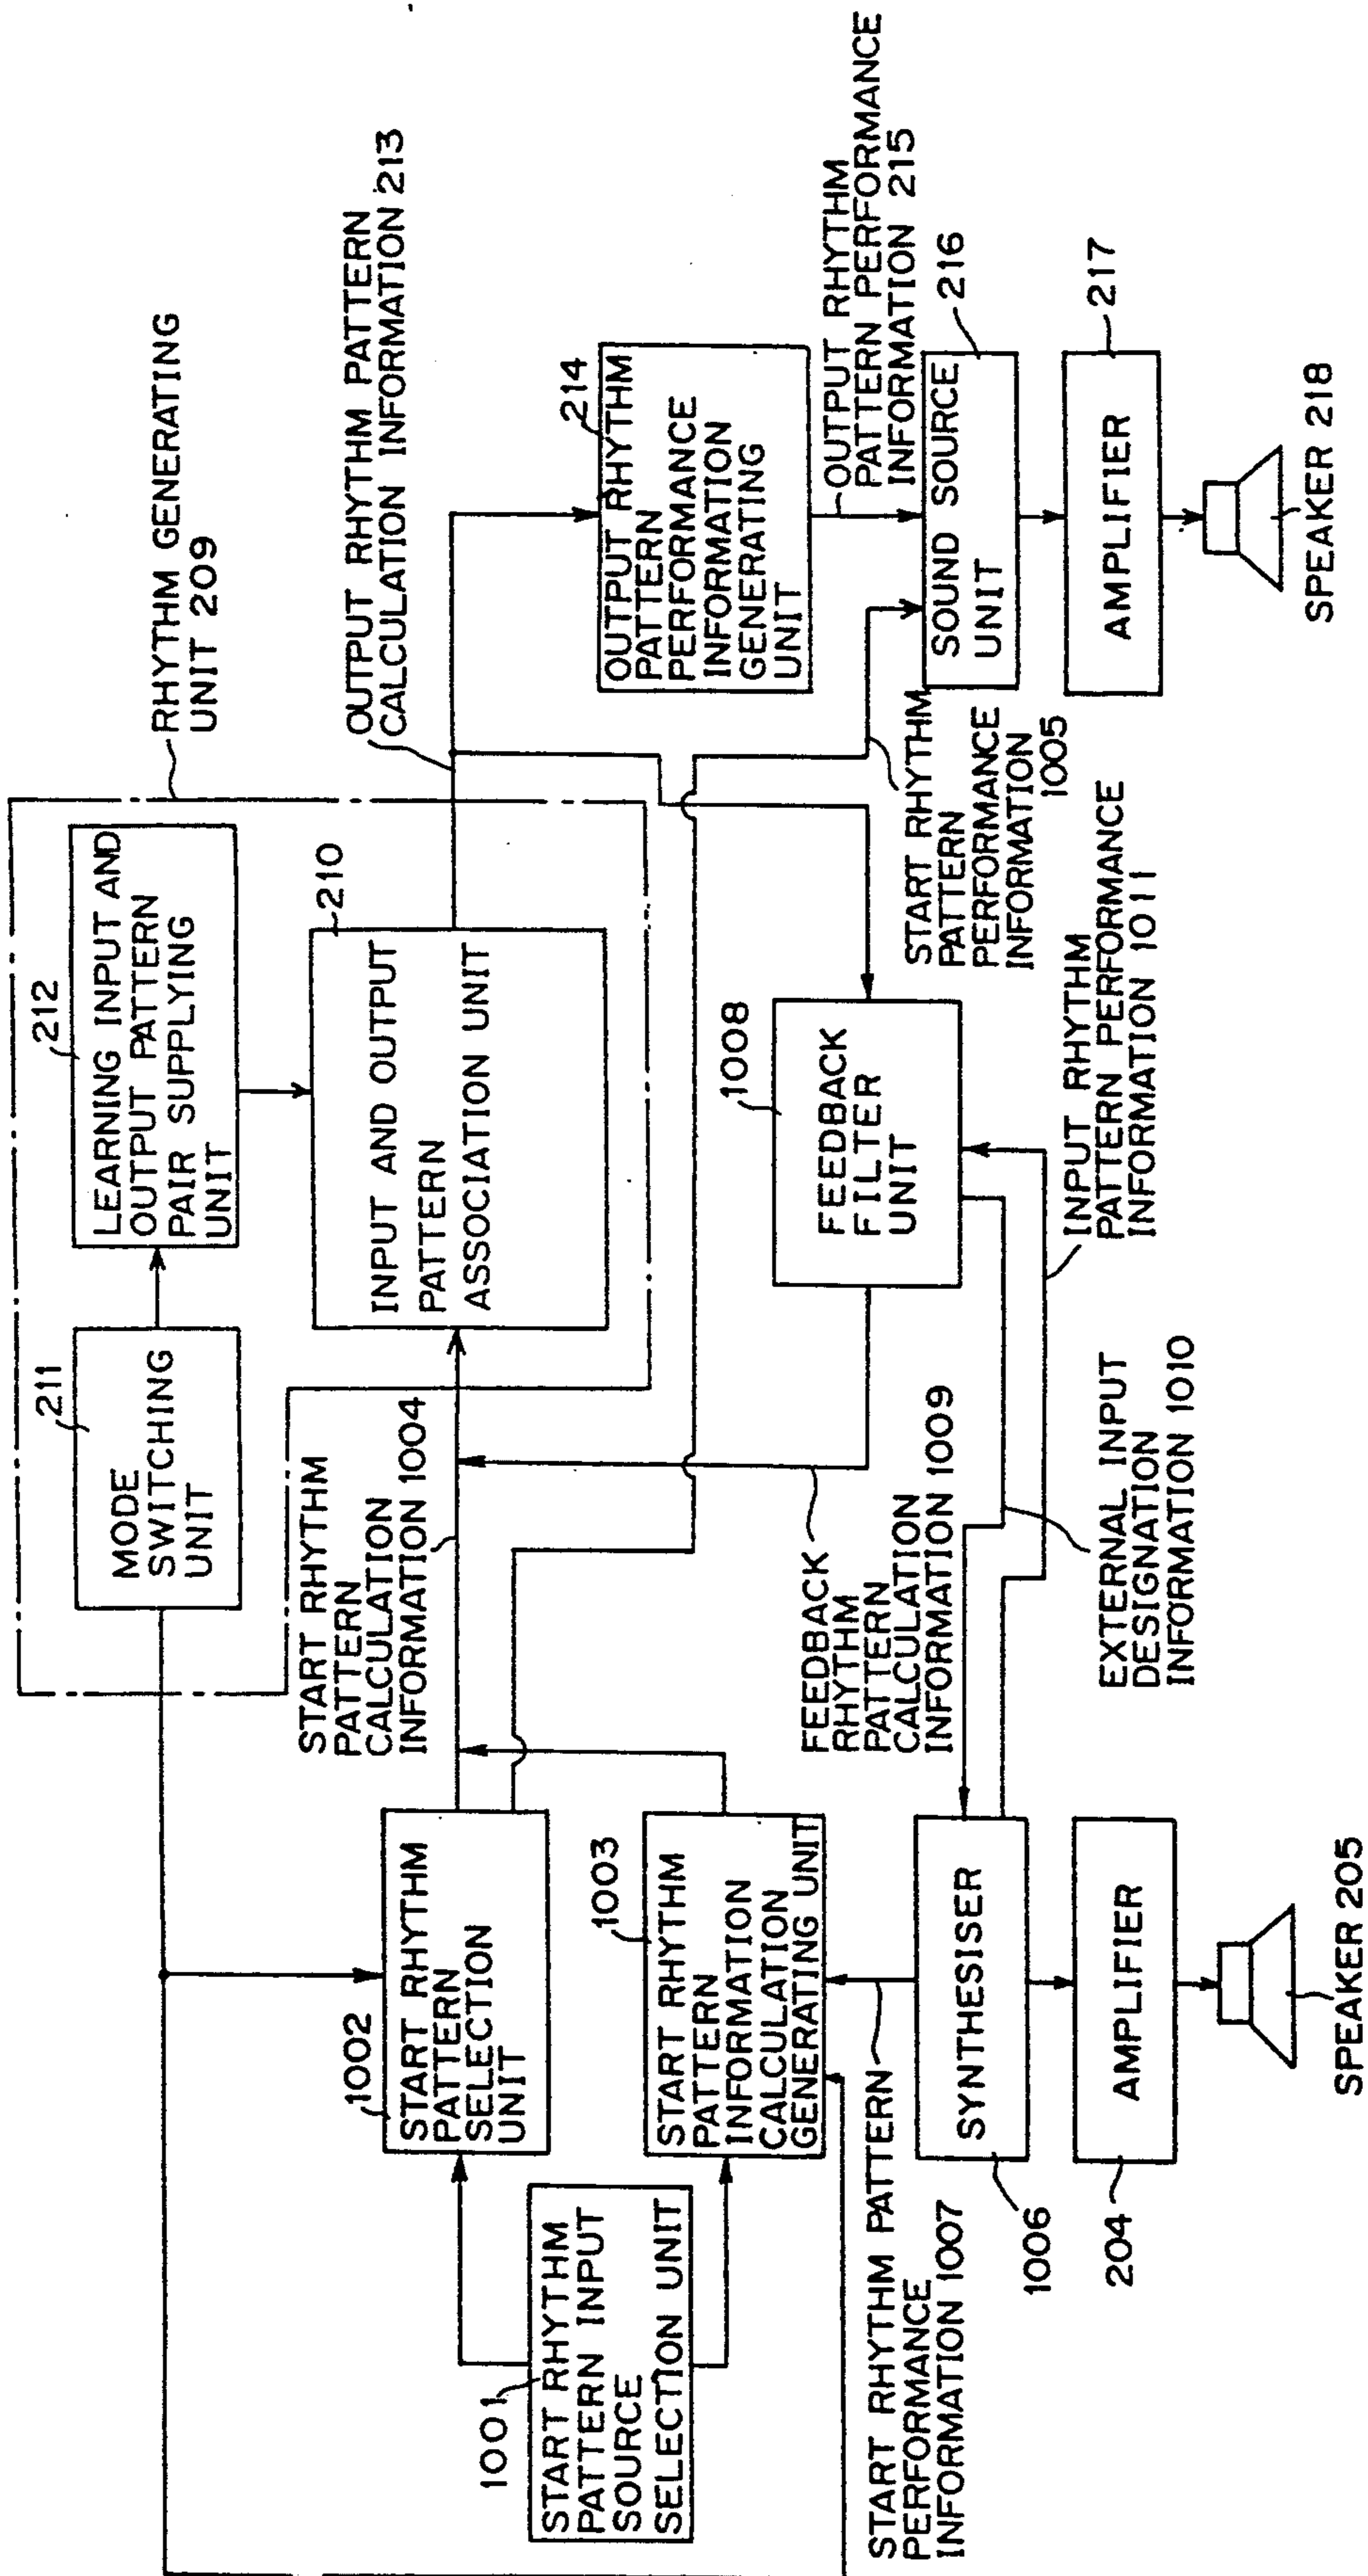 RHYTHM GENERATING
UNIT 209
211
MODE
SWITCHING
UNIT
212
LEARNING INPUT AND
OUTPUT PATTERN
PAIR SUPPLYING
UNIT
210
INPUT AND OUTPUT
PATTERN
ASSOCIATION UNIT
OUTPUT RHYTHM PATTERN
CALCULATION INFORMATION 213
START RHYTHM
PATTERN
CALCULATION
INFORMATION 1004
1002
START RHYTHM
PATTERN
SELECTION
UNIT
1001
START RHYTHM
PATTERN INPUT
SOURCE
SELECTION UNIT
1003
START RHYTHM
PATTERN
INFORMATION
CALCULATION
GENERATING UNIT
214
OUTPUT RHYTHM
PATTERN
PERFORMANCE
INFORMATION
GENERATING
UNIT
1008
FEEDBACK
FILTER
UNIT
FEEDBACK
RHYTHM
PATTERN
CALCULATION
INFORMATION 1009
START RHYTHM
PATTERN
PERFORMANCE
INFORMATION
1005
OUTPUT RHYTHM
PATTERN PERFORMANCE
INFORMATION 215
START RHYTHM PATTERN
PERFORMANCE
INFORMATION 1007
SYNTHESISER
1006
EXTERNAL INPUT
DESIGNATION
INFORMATION 1010
INPUT RHYTHM
PATTERN PERFORMANCE
INFORMATION 1011
SOUND SOURCE
UNIT
216
AMPLIFIER
204
AMPLIFIER
217
SPEAKER 205
SPEAKER 218